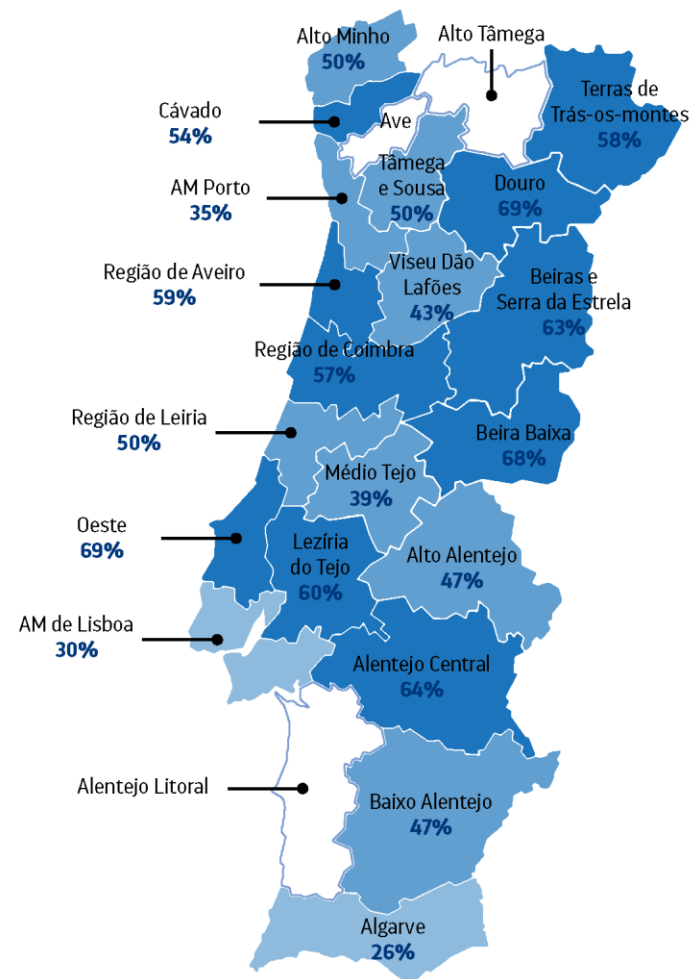 Alto Minho
50%
Alto Tâmega
Terras de
Trás-os-montes
58%
Cávado
54%
Ave
Tâmega
e Sousa
50%
Douro
69%
AM Porto
35%
Região de Aveiro
59%
Viseu Dão
Lafões
43%
Beiras e
Serra da Estrela
63%
Região de Coimbra
57%
Região de Leiria
50%
Beira Baixa
68%
Médio Tejo
39%
Oeste
69%
Lezíria
do Tejo
60%
Alto Alentejo
47%
AM de Lisboa
30%
Alentejo Central
64%
Alentejo Litoral
Baixo Alentejo
47%
Algarve
26%